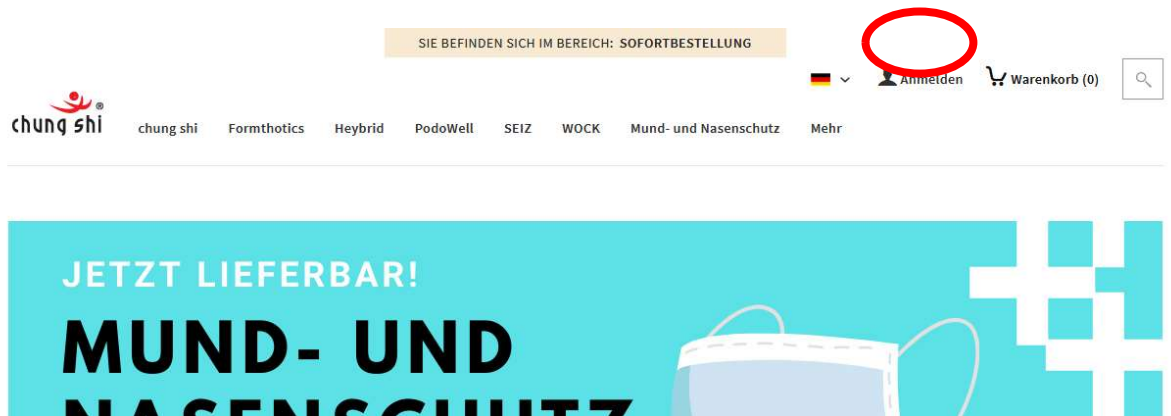 SIE BEFINDEN SICH IM BEREICH: SOFORTBESTELLUNG
Anmelden Warenkorb (0)
chung shi ®
chung shi Formthotics Heybrid PodoWell SEIZ WOCK Mund- und Nasenschutz Mehr
JETZT LIEFERBAR!
MUND- UND
NASENSCHUTZ